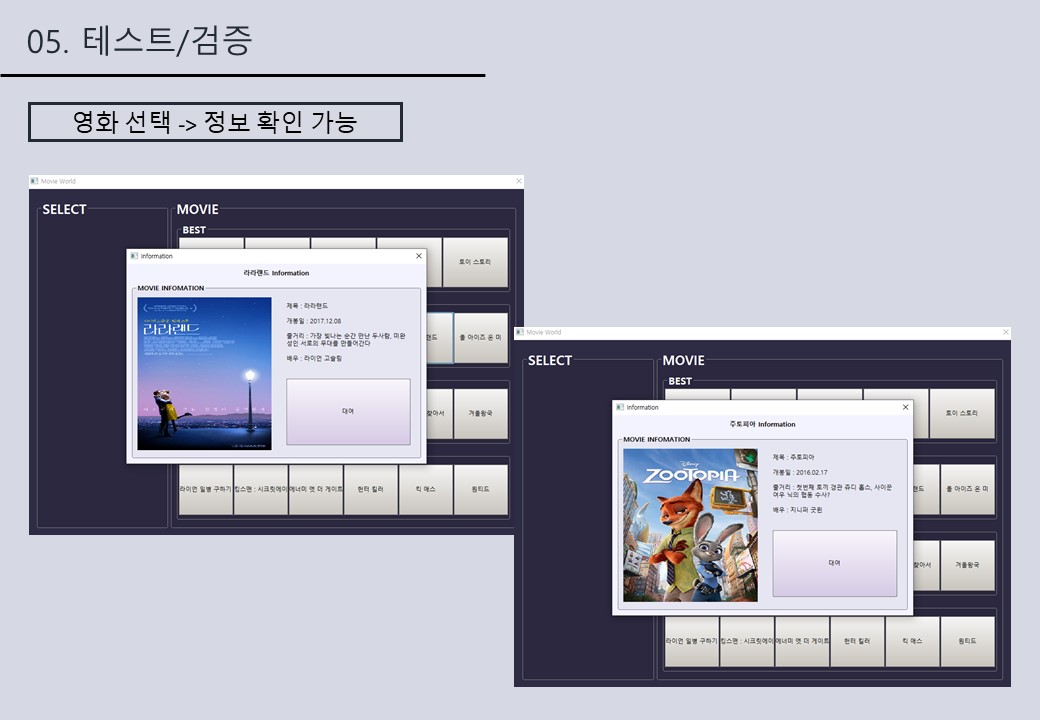 05. 테스트/검증
영화 선택 -> 정보 확인 가능
Movie World
SELECT
MOVIE
BEST
토이 스토리
Information
라라랜드 Information
MOVIE INFOMATION
라라랜드
제목 : 라라랜드
개봉일 : 2017.12.08
줄거리 : 가장 빛나는 순간 만난 두사람, 미완
성인 서로의 무대를 만들어간다
배우 : 라이언 고슬링
대여
랜드
폴 아이즈 온 미
찾아서
겨울왕국
라이언 일병 구하기
킹스맨 : 시크릿에이
에너미 앳 더 게이트
헌터 킬러
킥 애스
원티드
Movie World
SELECT
MOVIE
BEST
토이 스토리
Information
주토피아 Information
MOVIE INFOMATION
Disney
ZOOTOPIA
제목 : 주토피아
개봉일 : 2016.02.17
줄거리 : 첫번째 토끼 경관 쥬디 홉스, 사이꾼
여우 닉의 협동 수사?
배우 : 지니퍼 굿윈
대여
랜드
폴 아이즈 온 미
찾아서
겨울왕국
라이언 일병 구하기
킹스맨 : 시크릿에이
에너미 앳 더 게이트
헌터 킬러
킥 애스
원티드